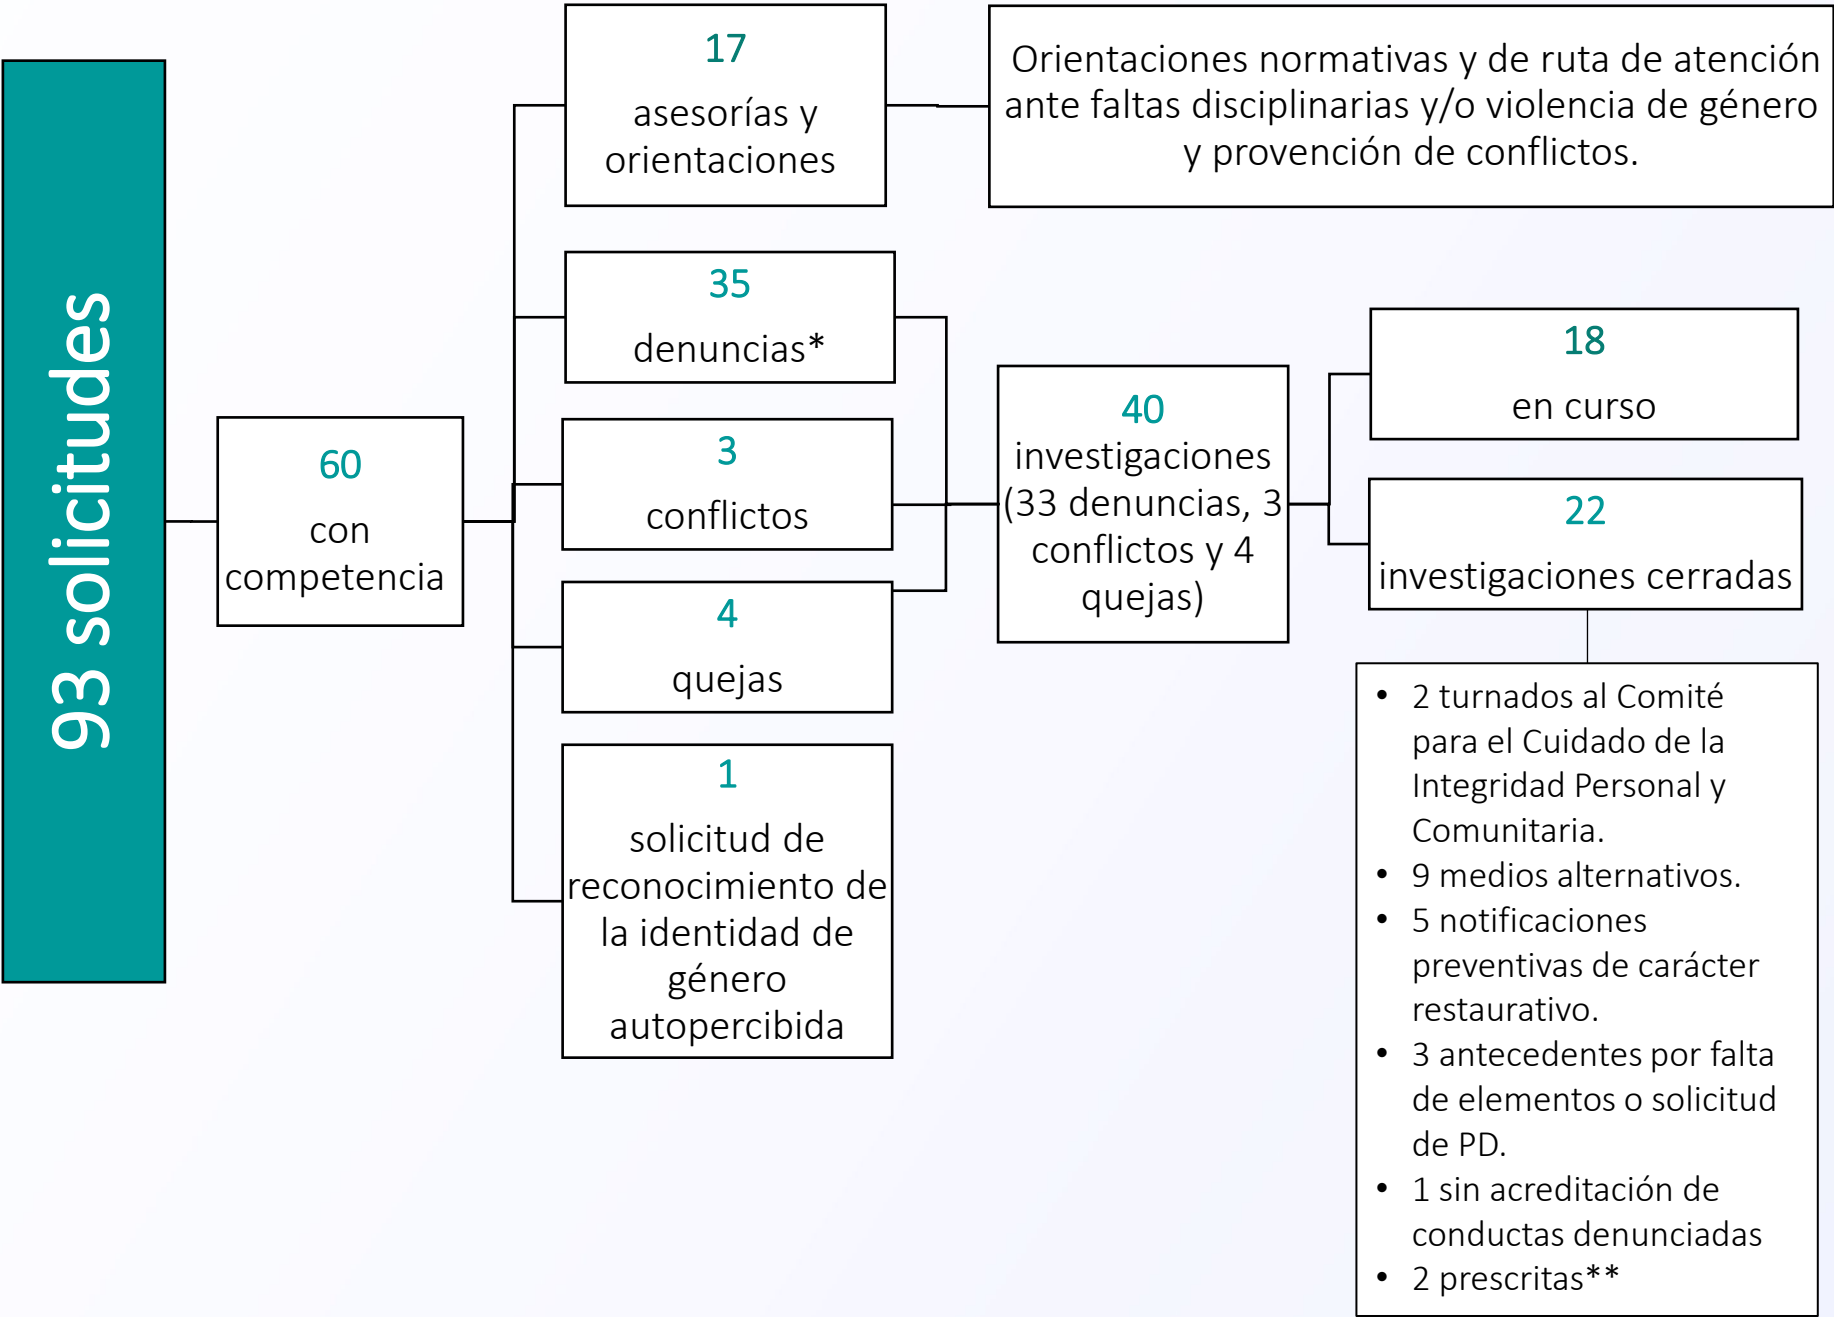 93 solicitudes
60
con
competencia
17
asesorías y
orientaciones
Orientaciones normativas y de ruta de atención
ante faltas disciplinarias y/o violencia de género
y provención de conflictos.
35
denuncias*
3
conflictos
4
quejas
1
solicitud de
reconocimiento de
la identidad de
género
autopercibida
40
investigaciones
(33 denuncias, 3
conflictos y 4
quejas)
18
en curso
22
investigaciones cerradas
• 2 turnados al Comité
para el Cuidado de la
Integridad Personal y
Comunitaria.
• 9 medios alternativos.
• 5 notificaciones
preventivas de carácter
restaurativo.
• 3 antecedentes por falta
de elementos o solicitud
de PD.
• 1 sin acreditación de
conductas denunciadas
• 2 prescritas**